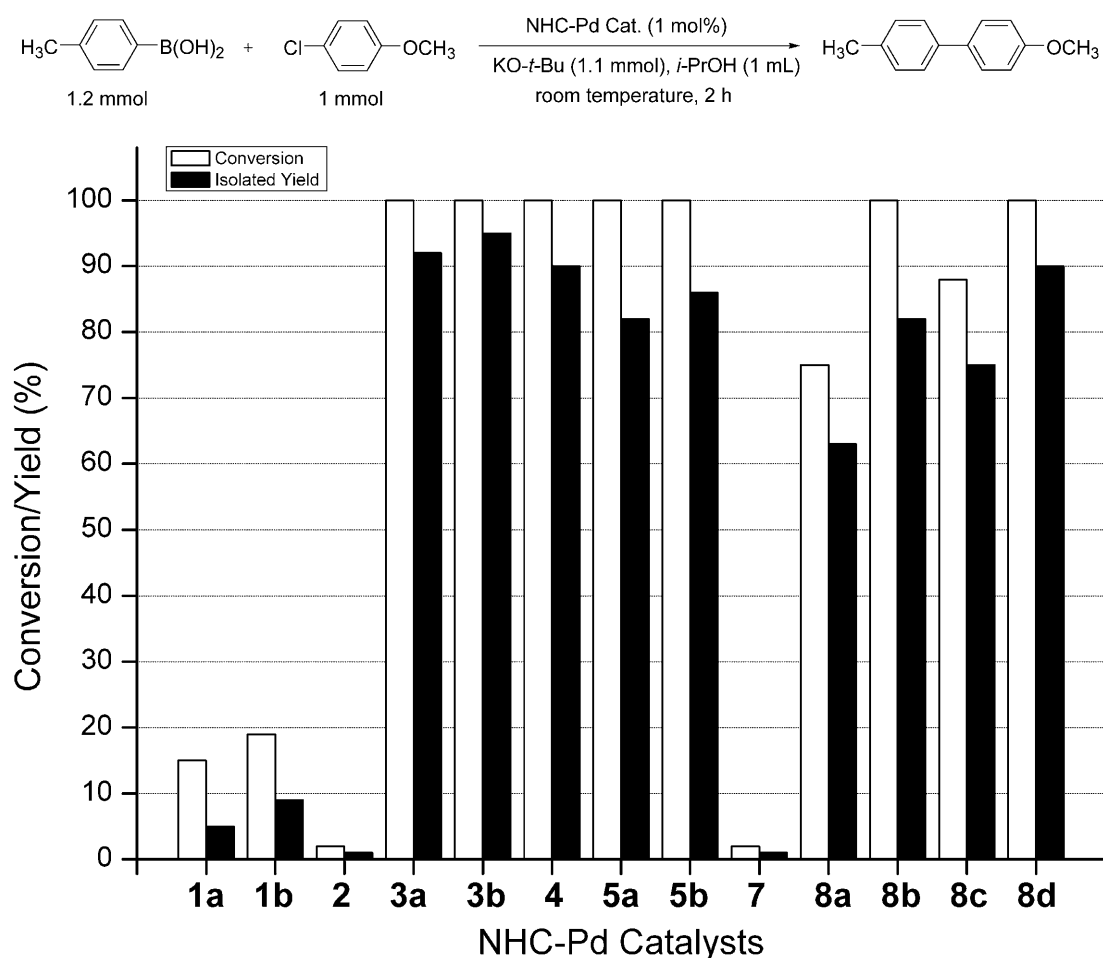 H3C B(OH)2 + Cl OCH3 NHC-Pd Cat. (1 mol%) H3C OCH3
KO-t-Bu (1.1 mmol), i-PrOH (1 mL)
1.2 mmol 1 mmol room temperature, 2 h
Conversion
Isolated Yield
Conversion/Yield (%)
100
90
80
70
60
50
40
30
20
10
0
1a 1b 2 3a 3b 4 5a 5b 7 8a 8b 8c 8d
NHC-Pd Catalysts